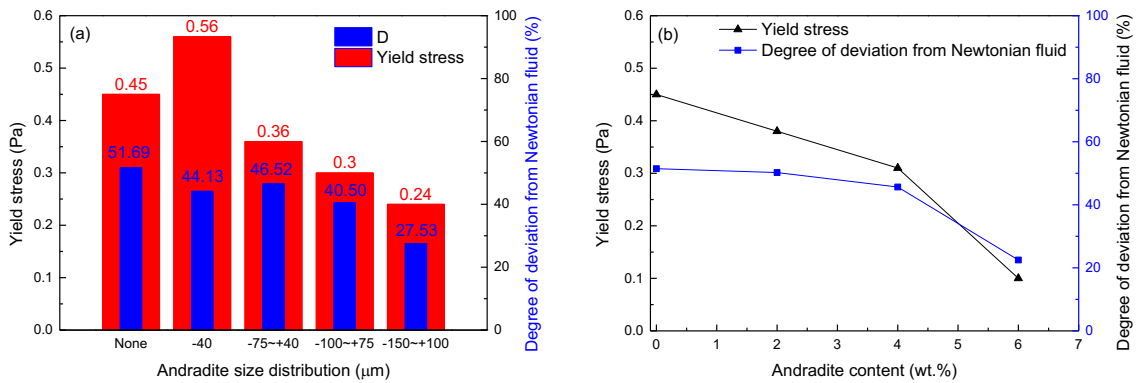 (a)
D
Yield stress
0.6
0.5
0.4
0.3
0.2
0.1
0.0
Yield stress (Pa)
0.45
0.56
0.36
0.3
0.24
51.69
44.13
46.52
40.50
27.53
100
80
60
40
20
0
Degree of deviation from Newtonian fluid (%)
None
-40
-75~+40
-100~+75
-150~+100
Andradite size distribution (μm)
(b)
Yield stress
Degree of deviation from Newtonian fluid (%)
0.6
0.5
0.4
0.3
0.2
0.1
0.0
Yield stress (Pa)
100
80
60
40
20
0
Degree of deviation from Newtonian fluid (%)
0 1 2 3 4 5 6 7
Andradite content (wt.%)